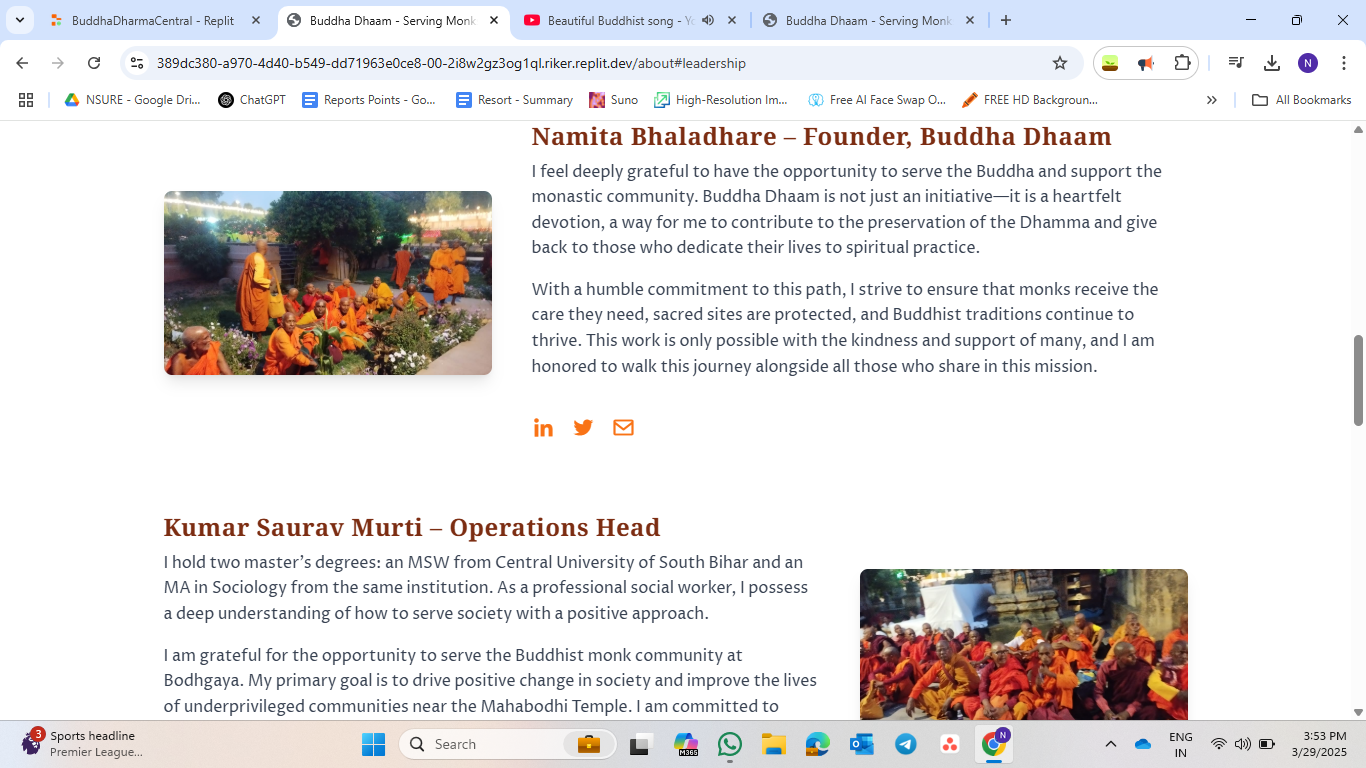 BuddhaDharmaCentral - Replit
Buddha Dhaam - Serving Monk
Beautiful Buddhist song - Yo
Buddha Dhaam - Serving Monk
389dc380-a970-4d40-b549-dd71963e0ce8-00-2i8w2gz3og1ql.riker.replit.dev/about#leadership
N
NSURE - Google Dri...
ChatGPT
Reports Points - Go...
Resort - Summary
Suno
High-Resolution Im...
Free AI Face Swap O...
FREE HD Backgroun...
All Bookmarks
Namita Bhaladhare – Founder, Buddha Dhaam
I feel deeply grateful to have the opportunity to serve the Buddha and support the
monastic community. Buddha Dhaam is not just an initiative—it is a heartfelt
devotion, a way for me to contribute to the preservation of the Dhamma and give
back to those who dedicate their lives to spiritual practice.
With a humble commitment to this path, I strive to ensure that monks receive the
care they need, sacred sites are protected, and Buddhist traditions continue to
thrive. This work is only possible with the kindness and support of many, and I am
honored to walk this journey alongside all those who share in this mission.
in
Kumar Saurav Murti – Operations Head
I hold two master’s degrees: an MSW from Central University of South Bihar and an
MA in Sociology from the same institution. As a professional social worker, I possess
a deep understanding of how to serve society with a positive approach.
I am grateful for the opportunity to serve the Buddhist monk community at
Bodhgaya. My primary goal is to drive positive change in society and improve the lives
of underprivileged communities near the Mahabodhi Temple. I am committed to
3
Sports headline
Premier League...
Search
M365
N
ENG
IN
3:53 PM
3/29/2025